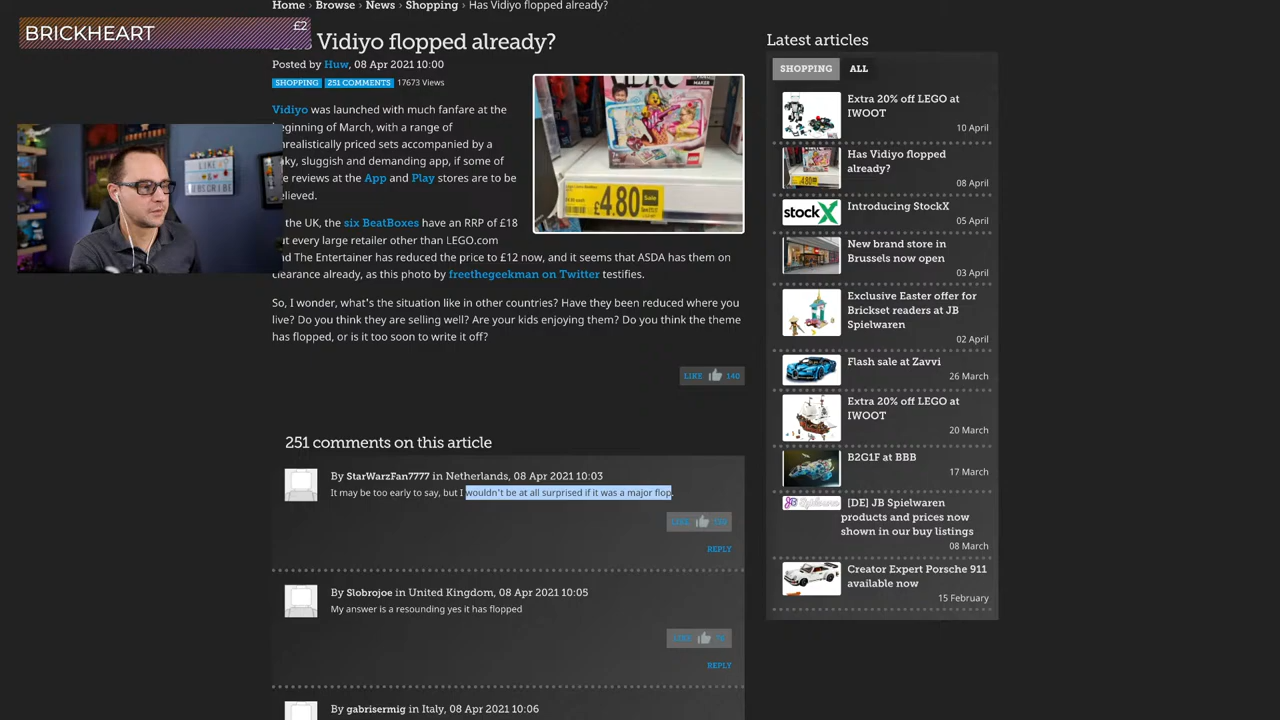 Home › Browse › News › Shopping › Has Vidiyo flopped already?
BRICKHEART
£2
Vidiyo flopped already?
Posted by Huw, 08 Apr 2021 10:00
SHOPPING 251 COMMENTS 17673 Views
Vidiyo was launched with much fanfare at the
beginning of March, with a range of
unrealistically priced sets accompanied by a
sluggish and demanding app, if some of
reviews at the App and Play stores are to be
believed.
the UK, the six BeatBoxes have an RRP of £18
every large retailer other than LEGO.com
and The Entertainer has reduced the price to £12 now, and it seems that ASDA has them on
clearance already, as this photo by freethegeekman on Twitter testifies.
So, I wonder, what's the situation like in other countries? Have they been reduced where you
live? Do you think they are selling well? Are your kids enjoying them? Do you think the theme
has flopped, or is it too soon to write it off?
MAKER
LEGO
£4.80 Sale
LIKE
LIKE 140
251 comments on this article
By StarWarzFan7777 in Netherlands, 08 Apr 2021 10:03
It may be too early to say, but I wouldn't be at all surprised if it was a major flop.
LIKE
REPLY
By Slobrojoe in United Kingdom, 08 Apr 2021 10:05
My answer is a resounding yes it has flopped
LIKE
REPLY
By gabrisermig in Italy, 08 Apr 2021 10:06
Latest articles
SHOPPING ALL
Extra 20% off LEGO at
IWOOT
10 April
Has Vidiyo flopped
already?
08 April
stockX
Introducing StockX
05 April
New brand store in
Brussels now open
03 April
Exclusive Easter offer for
Brickset readers at JB
Spielwaren
02 April
Flash sale at Zavvi
26 March
Extra 20% off LEGO at
IWOOT
20 March
B2G1F at BBB
17 March
[DE] JB Spielwaren
products and prices now
shown in our buy listings
08 March
Creator Expert Porsche 911
available now
15 February